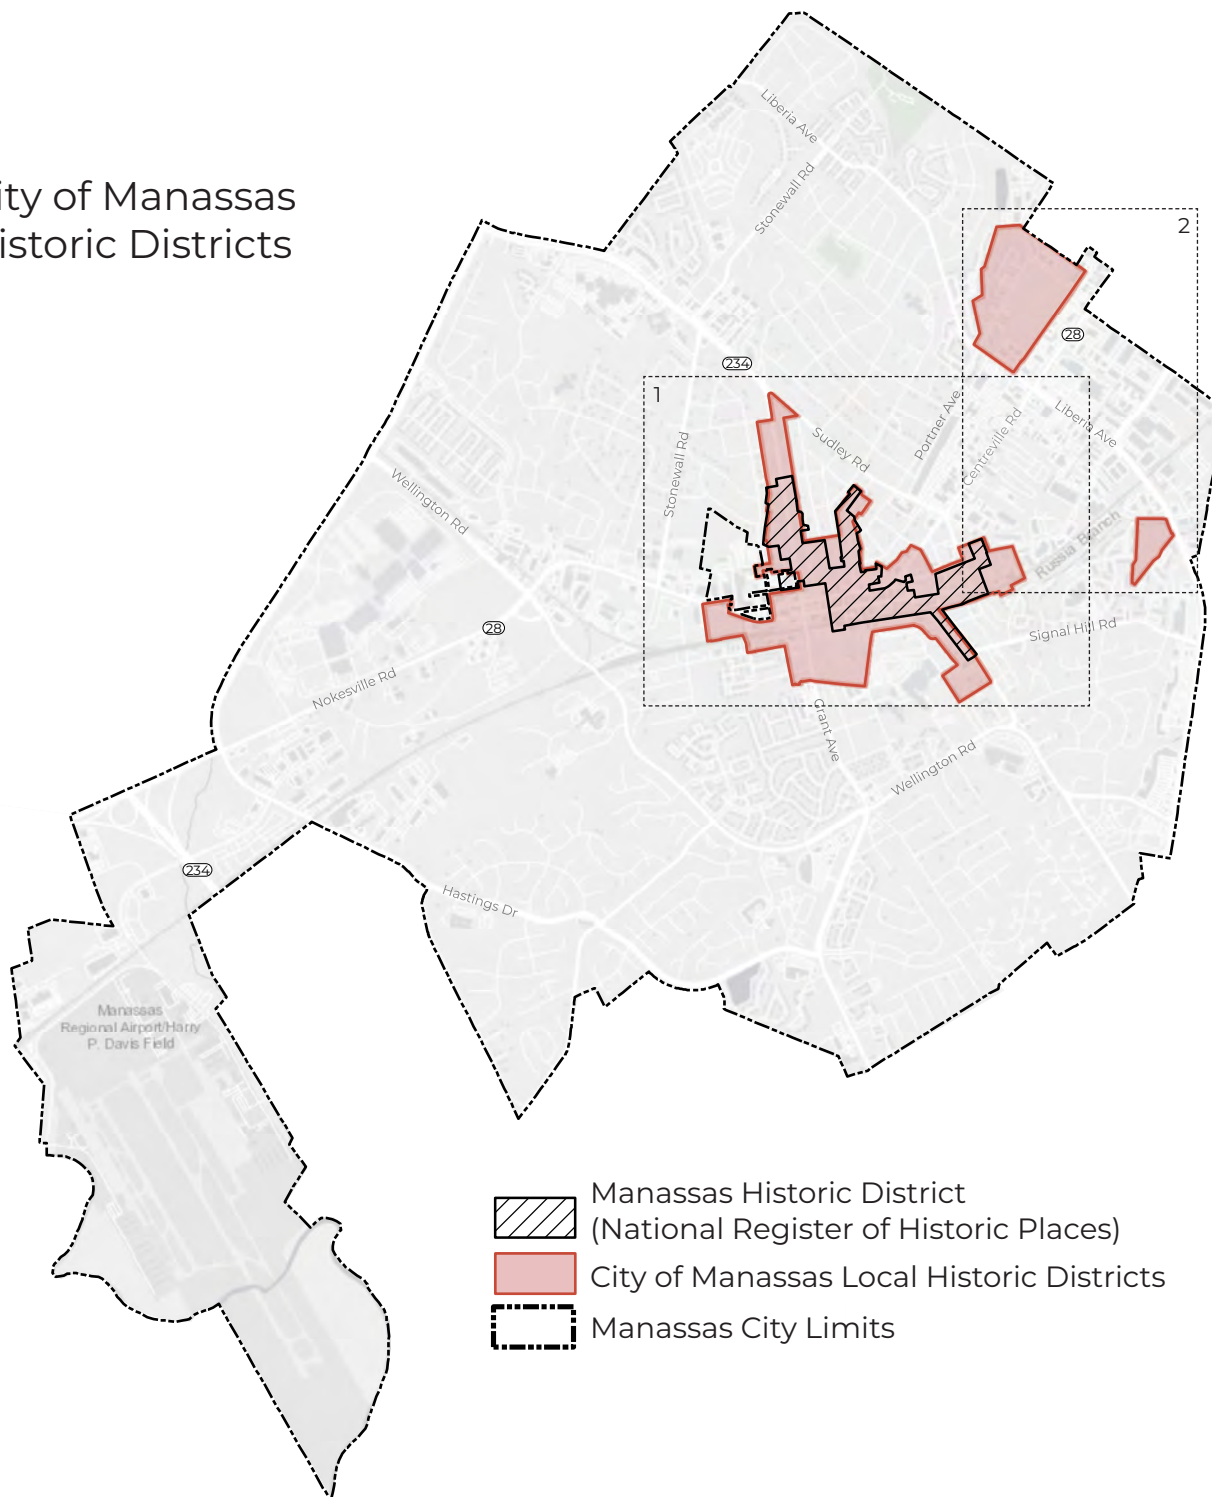 ity of Manassas
istoric Districts
Liberia Ave
Stonewall Rd
2
28
234
1
Portner Ave
Liberia Ave
Sudley Rd
Centreville Rd
Stonewall Rd
Wellington Rd
Russia Branch
28
Signal Hill Rd
Nokesville Rd
Grant Ave
Wellington Rd
234
Hastings Dr
Manassas
Regional Airport/Harry
P. Davis Field
Manassas Historic District
(National Register of Historic Places)
City of Manassas Local Historic Districts
Manassas City Limits